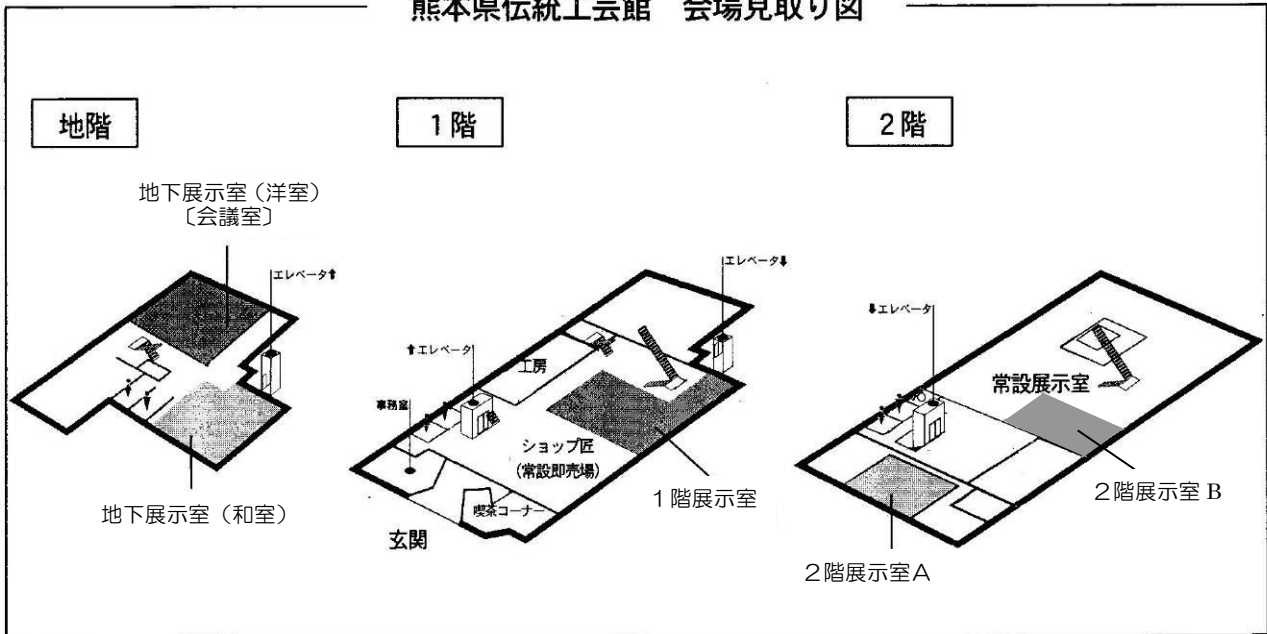 熊本県伝統工芸館 会場見取り図
地階
地下展示室（洋室）
〔会議室〕
エレベータ⬆
地下展示室（和室）
1階
エレベータ⬇
⬆エレベータ
工房
事務室
ショップ匠
（常設即売場）
喫茶コーナー
玄関
1階展示室
2階
⬇エレベータ
常設展示室
2階展示室 B
2階展示室A